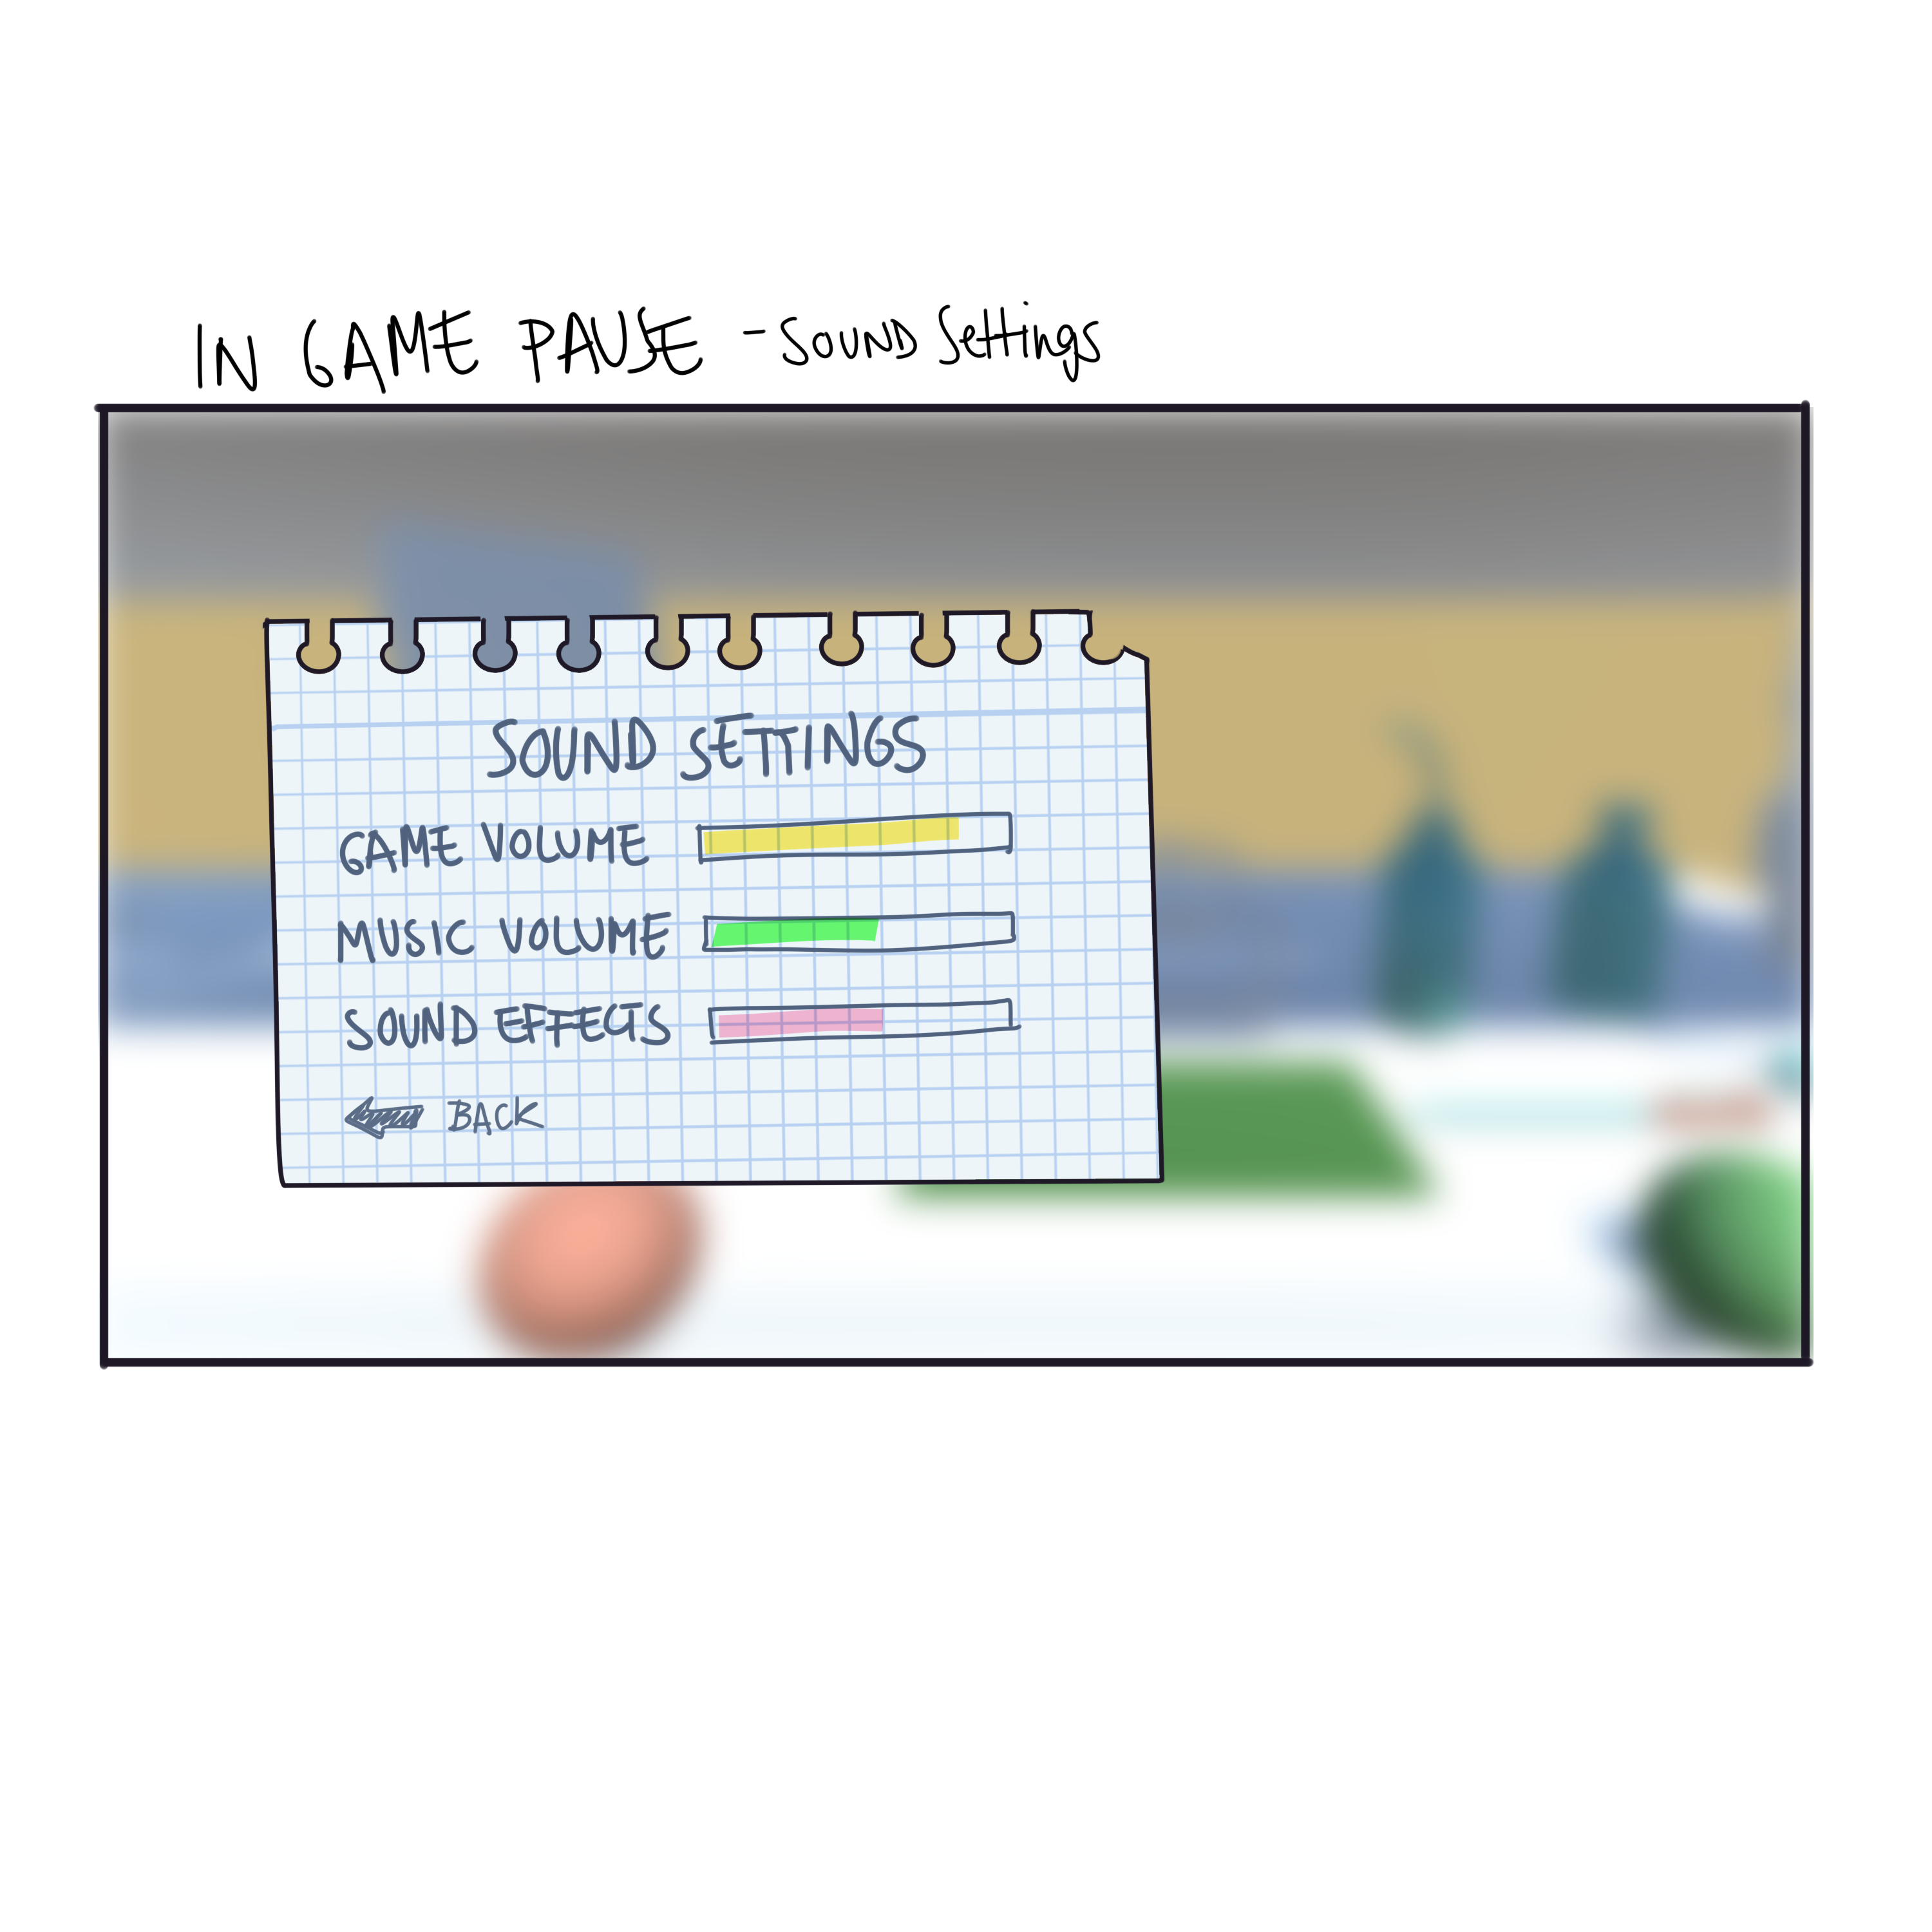 IN GAME PAUSE - Sound Settings
SOUND SETTINGS
GAME VOLUME
MUSIC VOLUME
SOUND EFFECTS
BACK